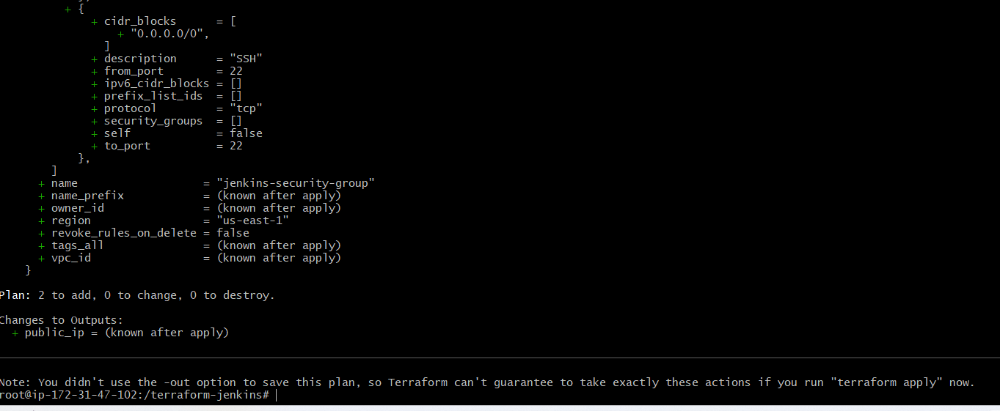 + {
+ cidr_blocks = [
+ "0.0.0.0/0",
]
+ description = "SSH"
+ from_port = 22
+ ipv6_cidr_blocks = []
+ prefix_list_ids = []
+ protocol = "tcp"
+ security_groups = []
+ self = false
+ to_port = 22
},
]
+ name = "jenkins-security-group"
+ name_prefix = (known after apply)
+ owner_id = (known after apply)
+ region = "us-east-1"
+ revoke_rules_on_delete = false
+ tags_all = (known after apply)
+ vpc_id = (known after apply)
}
Plan: 2 to add, 0 to change, 0 to destroy.
Changes to Outputs:
+ public_ip = (known after apply)
Note: You didn't use the -out option to save this plan, so Terraform can't guarantee to take exactly these actions if you run "terraform apply" now.
root@ip-172-31-47-102:/terraform-jenkins#